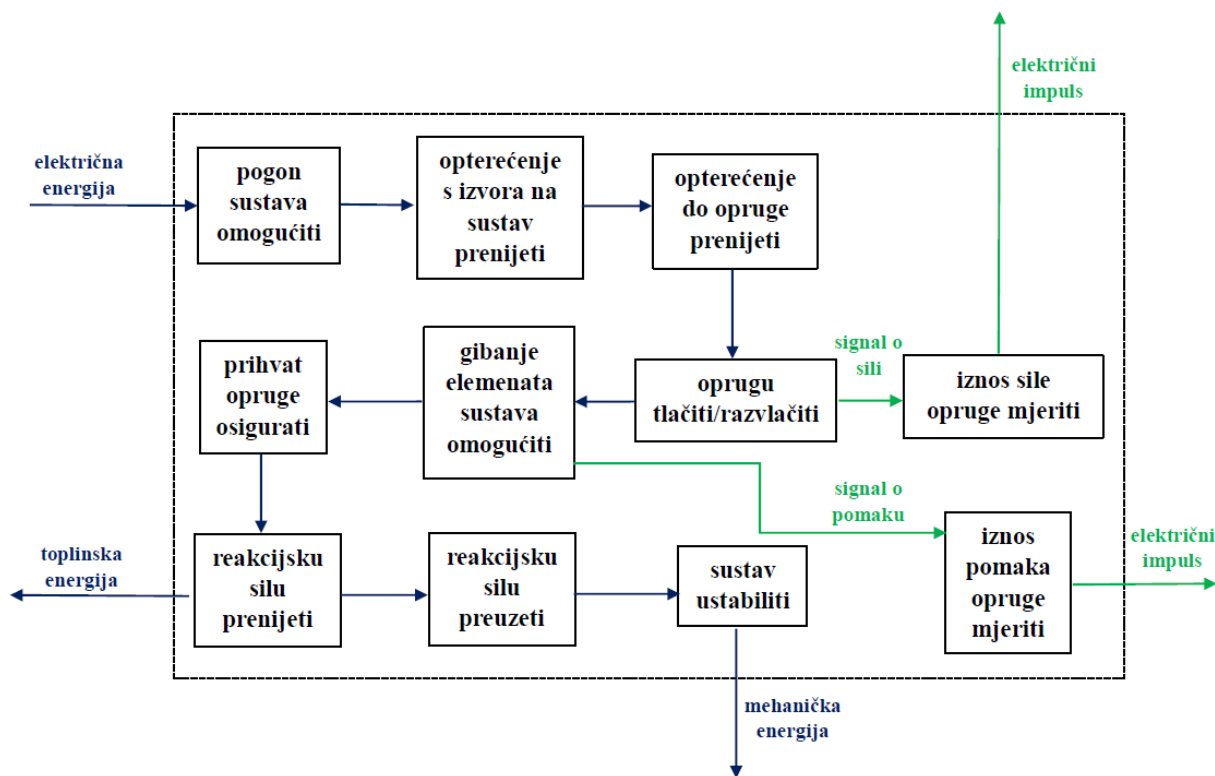 električni
impuls
električna
energija
pogon
sustava
omogućiti
opterećenje
s izvora na
sustav
prenijeti
opterećenje
do opruge
prenijeti
prihvat
opruge
osigurati
gibanje
elemenata
sustava
omogućiti
oprugu
tlačiti/razvlačiti
signal o
sili
iznos sile
opruge mjeriti
signal o
pomaku
toplinska
energija
reakcijsku
silu
prenijeti
reakcijsku
silu
preuzeti
sustav
ustabiliti
iznos
pomaka
opruge
mjeriti
električni
impuls
mehanička
energija